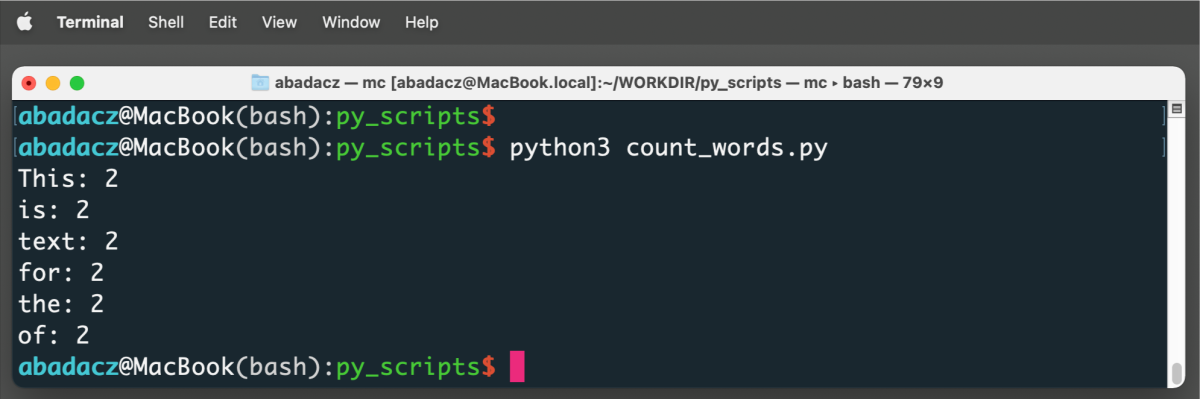 Terminal Shell Edit View Window Help
abadacz — mc [abadacz@MacBook.local]:~/WORKDIR/py_scripts — mc ▸ bash — 79×9
[abadacz@MacBook(bash):py_scripts$ ]
[abadacz@MacBook(bash):py_scripts$ python3 count_words.py ]
This: 2
is: 2
text: 2
for: 2
the: 2
of: 2
abadacz@MacBook(bash):py_scripts$